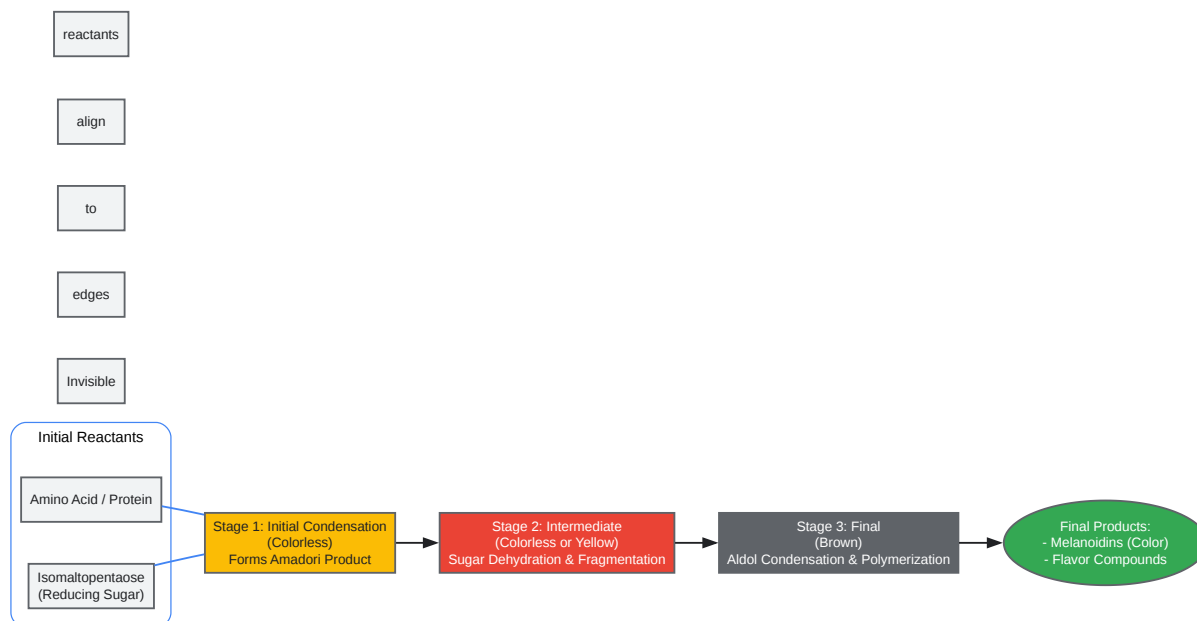 reactants
align
to
edges
Invisible
Initial Reactants
Amino Acid / Protein
Isomaltopentaose
(Reducing Sugar)
Stage 1: Initial Condensation
(Colorless)
Forms Amadori Product
Stage 2: Intermediate
(Colorless or Yellow)
Sugar Dehydration & Fragmentation
Stage 3: Final
(Brown)
Aldol Condensation & Polymerization
Final Products:
- Melanoidins (Color)
- Flavor Compounds